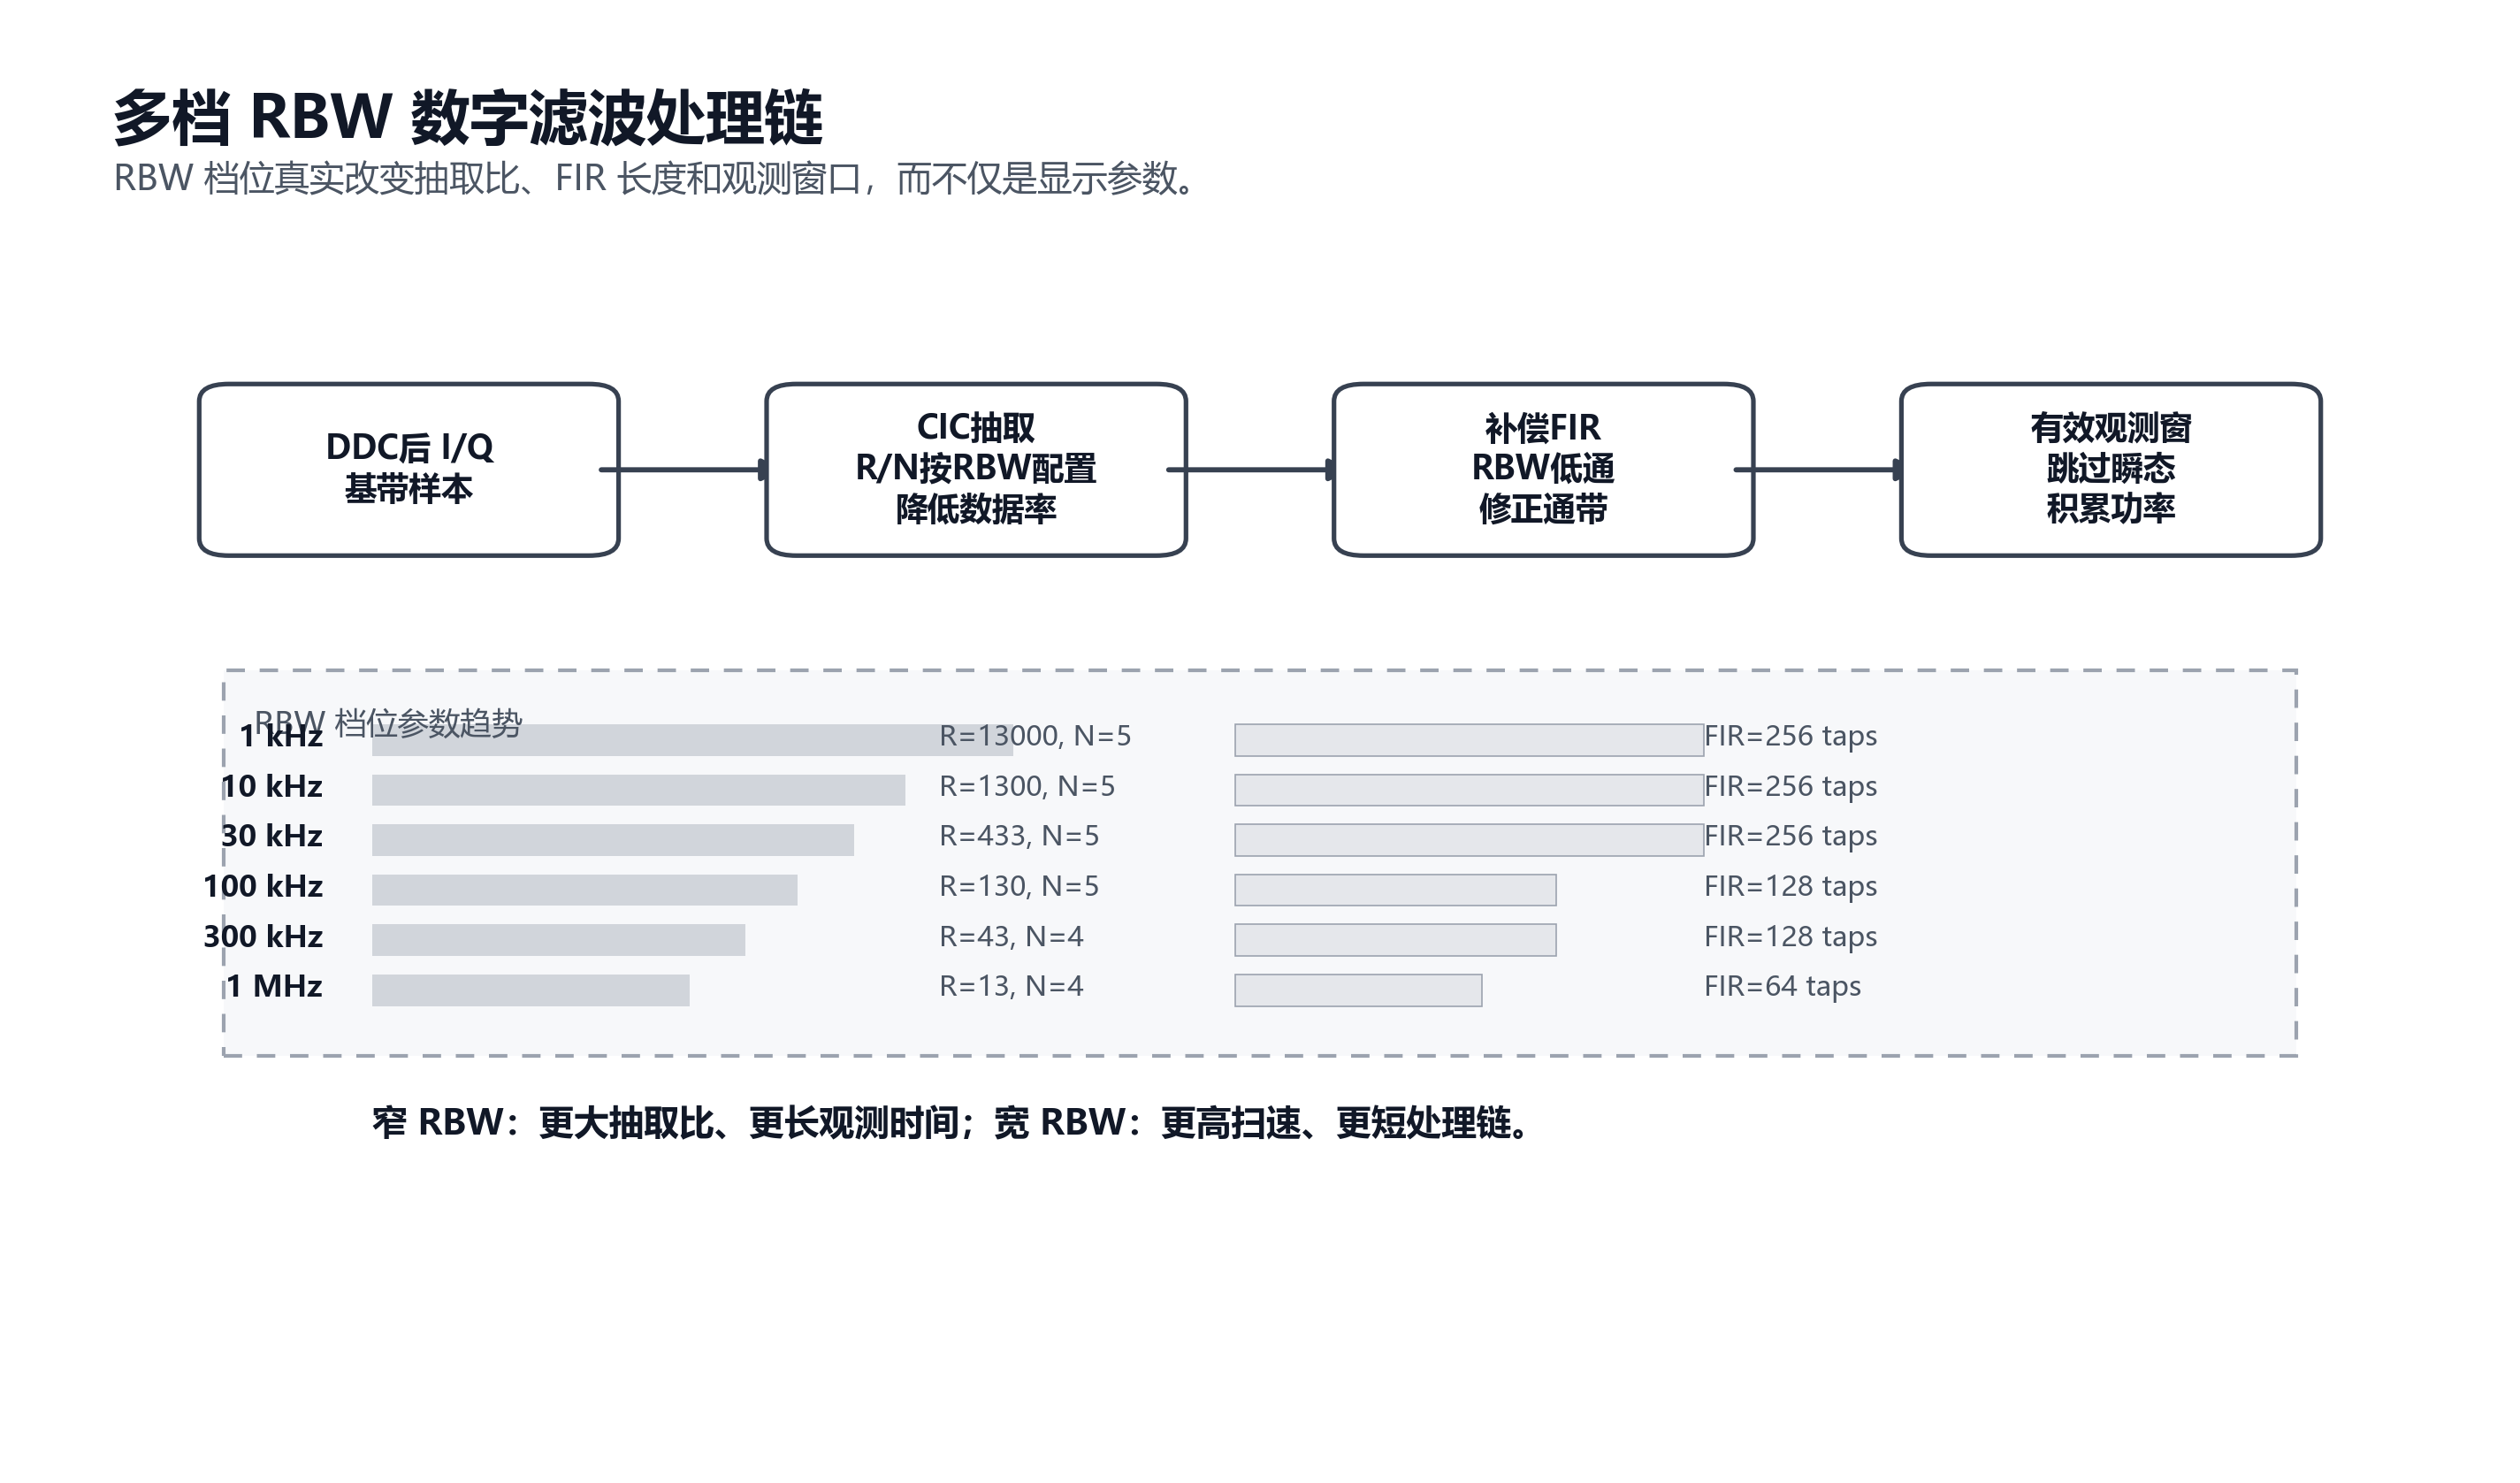 多档 RBW 数字滤波处理链
RBW 档位真实改变抽取比、FIR 长度和观测窗口，而不仅是显示参数。
DDC后 I/Q
基带样本
CIC抽取
R/N按RBW配置
降低数据率
补偿FIR
RBW低通
修正通带
有效观测窗
跳过瞬态
积累功率
RBW 档位参数趋势
1 kHz R=13000, N=5 FIR=256 taps
10 kHz R=1300, N=5 FIR=256 taps
30 kHz R=433, N=5 FIR=256 taps
100 kHz R=130, N=5 FIR=128 taps
300 kHz R=43, N=4 FIR=128 taps
1 MHz R=13, N=4 FIR=64 taps
窄 RBW：更大抽取比、更长观测时间；宽 RBW：更高扫速、更短处理链。